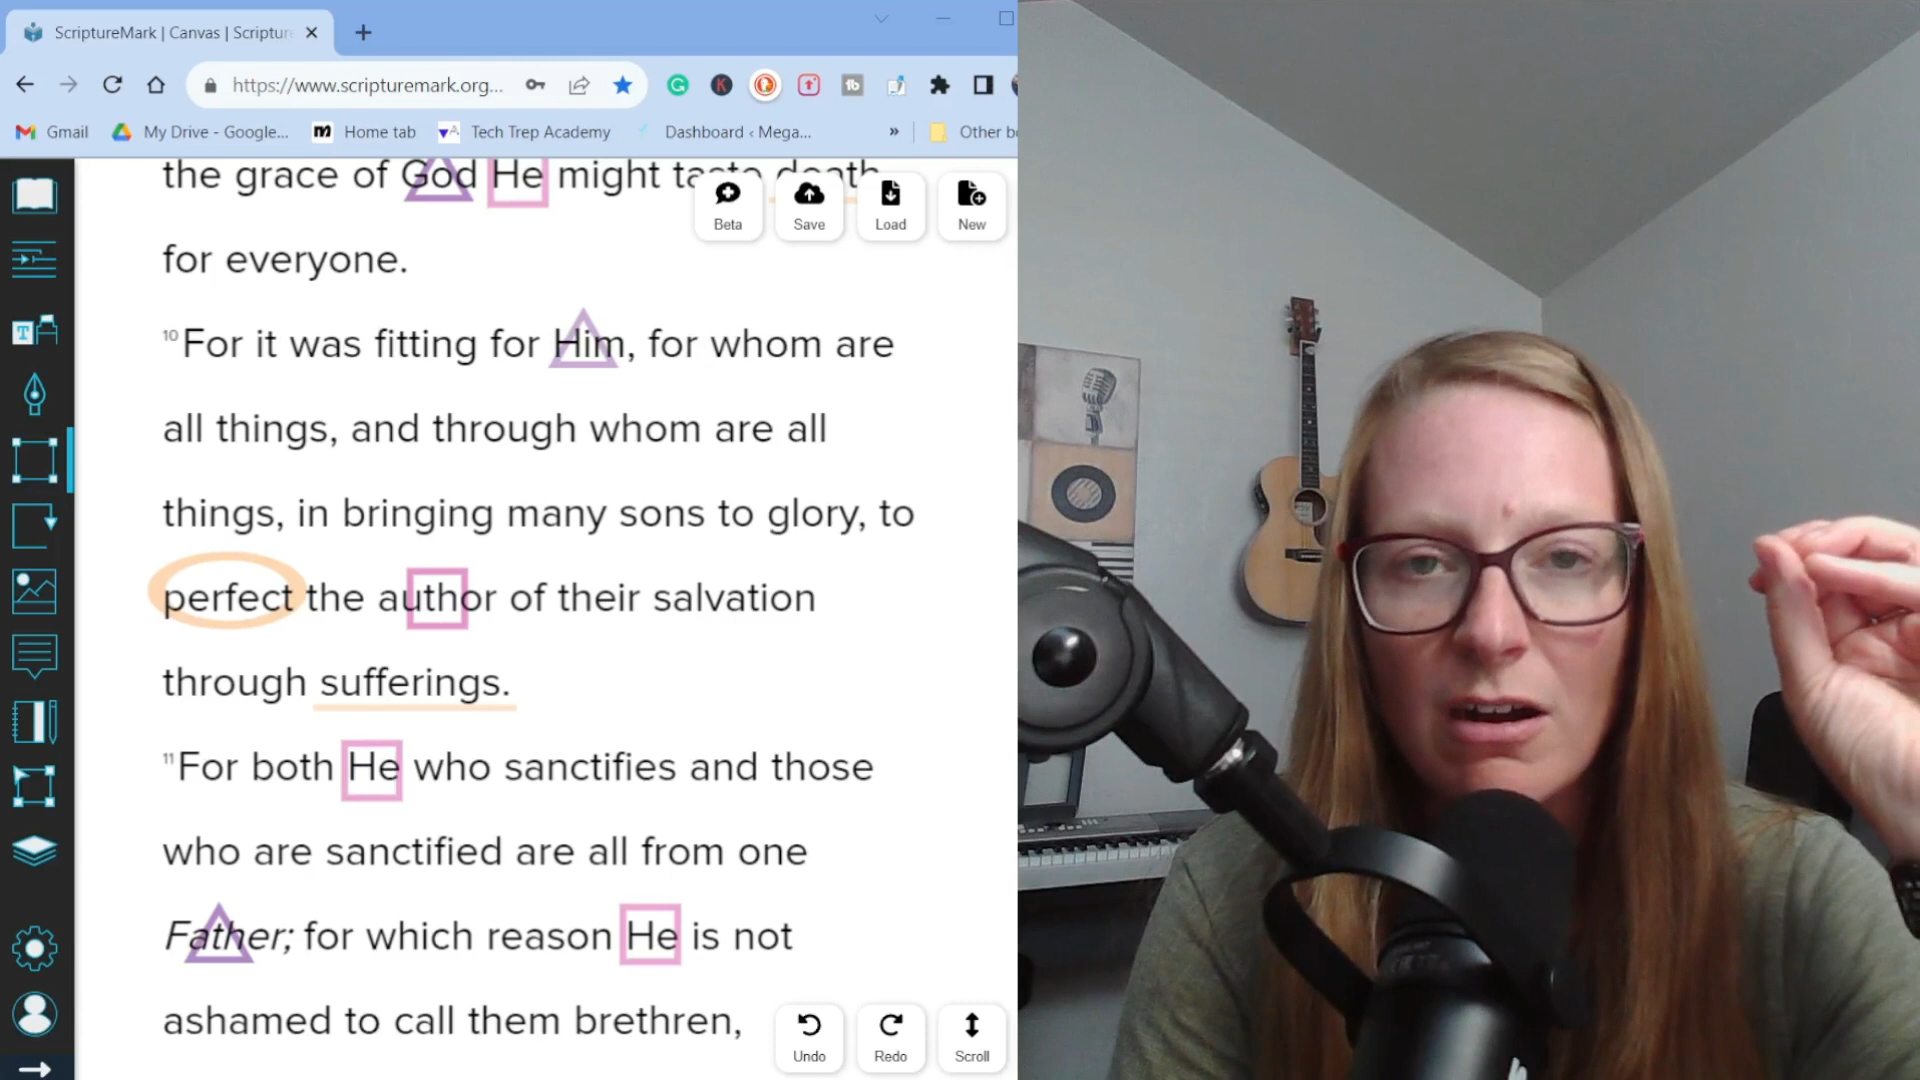 ScriptureMark | Canvas | Scriptur
https://www.scripturemark.org...
Gmail
My Drive - Google...
Home tab
Tech Trep Academy
Dashboard ‹ Mega...
»
Other b
the grace of God He might taste death
for everyone.
Beta
Save
Load
New
10 For it was fitting for Him, for whom are
all things, and through whom are all
things, in bringing many sons to glory, to
perfect the author of their salvation
through sufferings.
11 For both He who sanctifies and those
who are sanctified are all from one
Father; for which reason He is not
ashamed to call them brethren,
Undo
Redo
Scroll